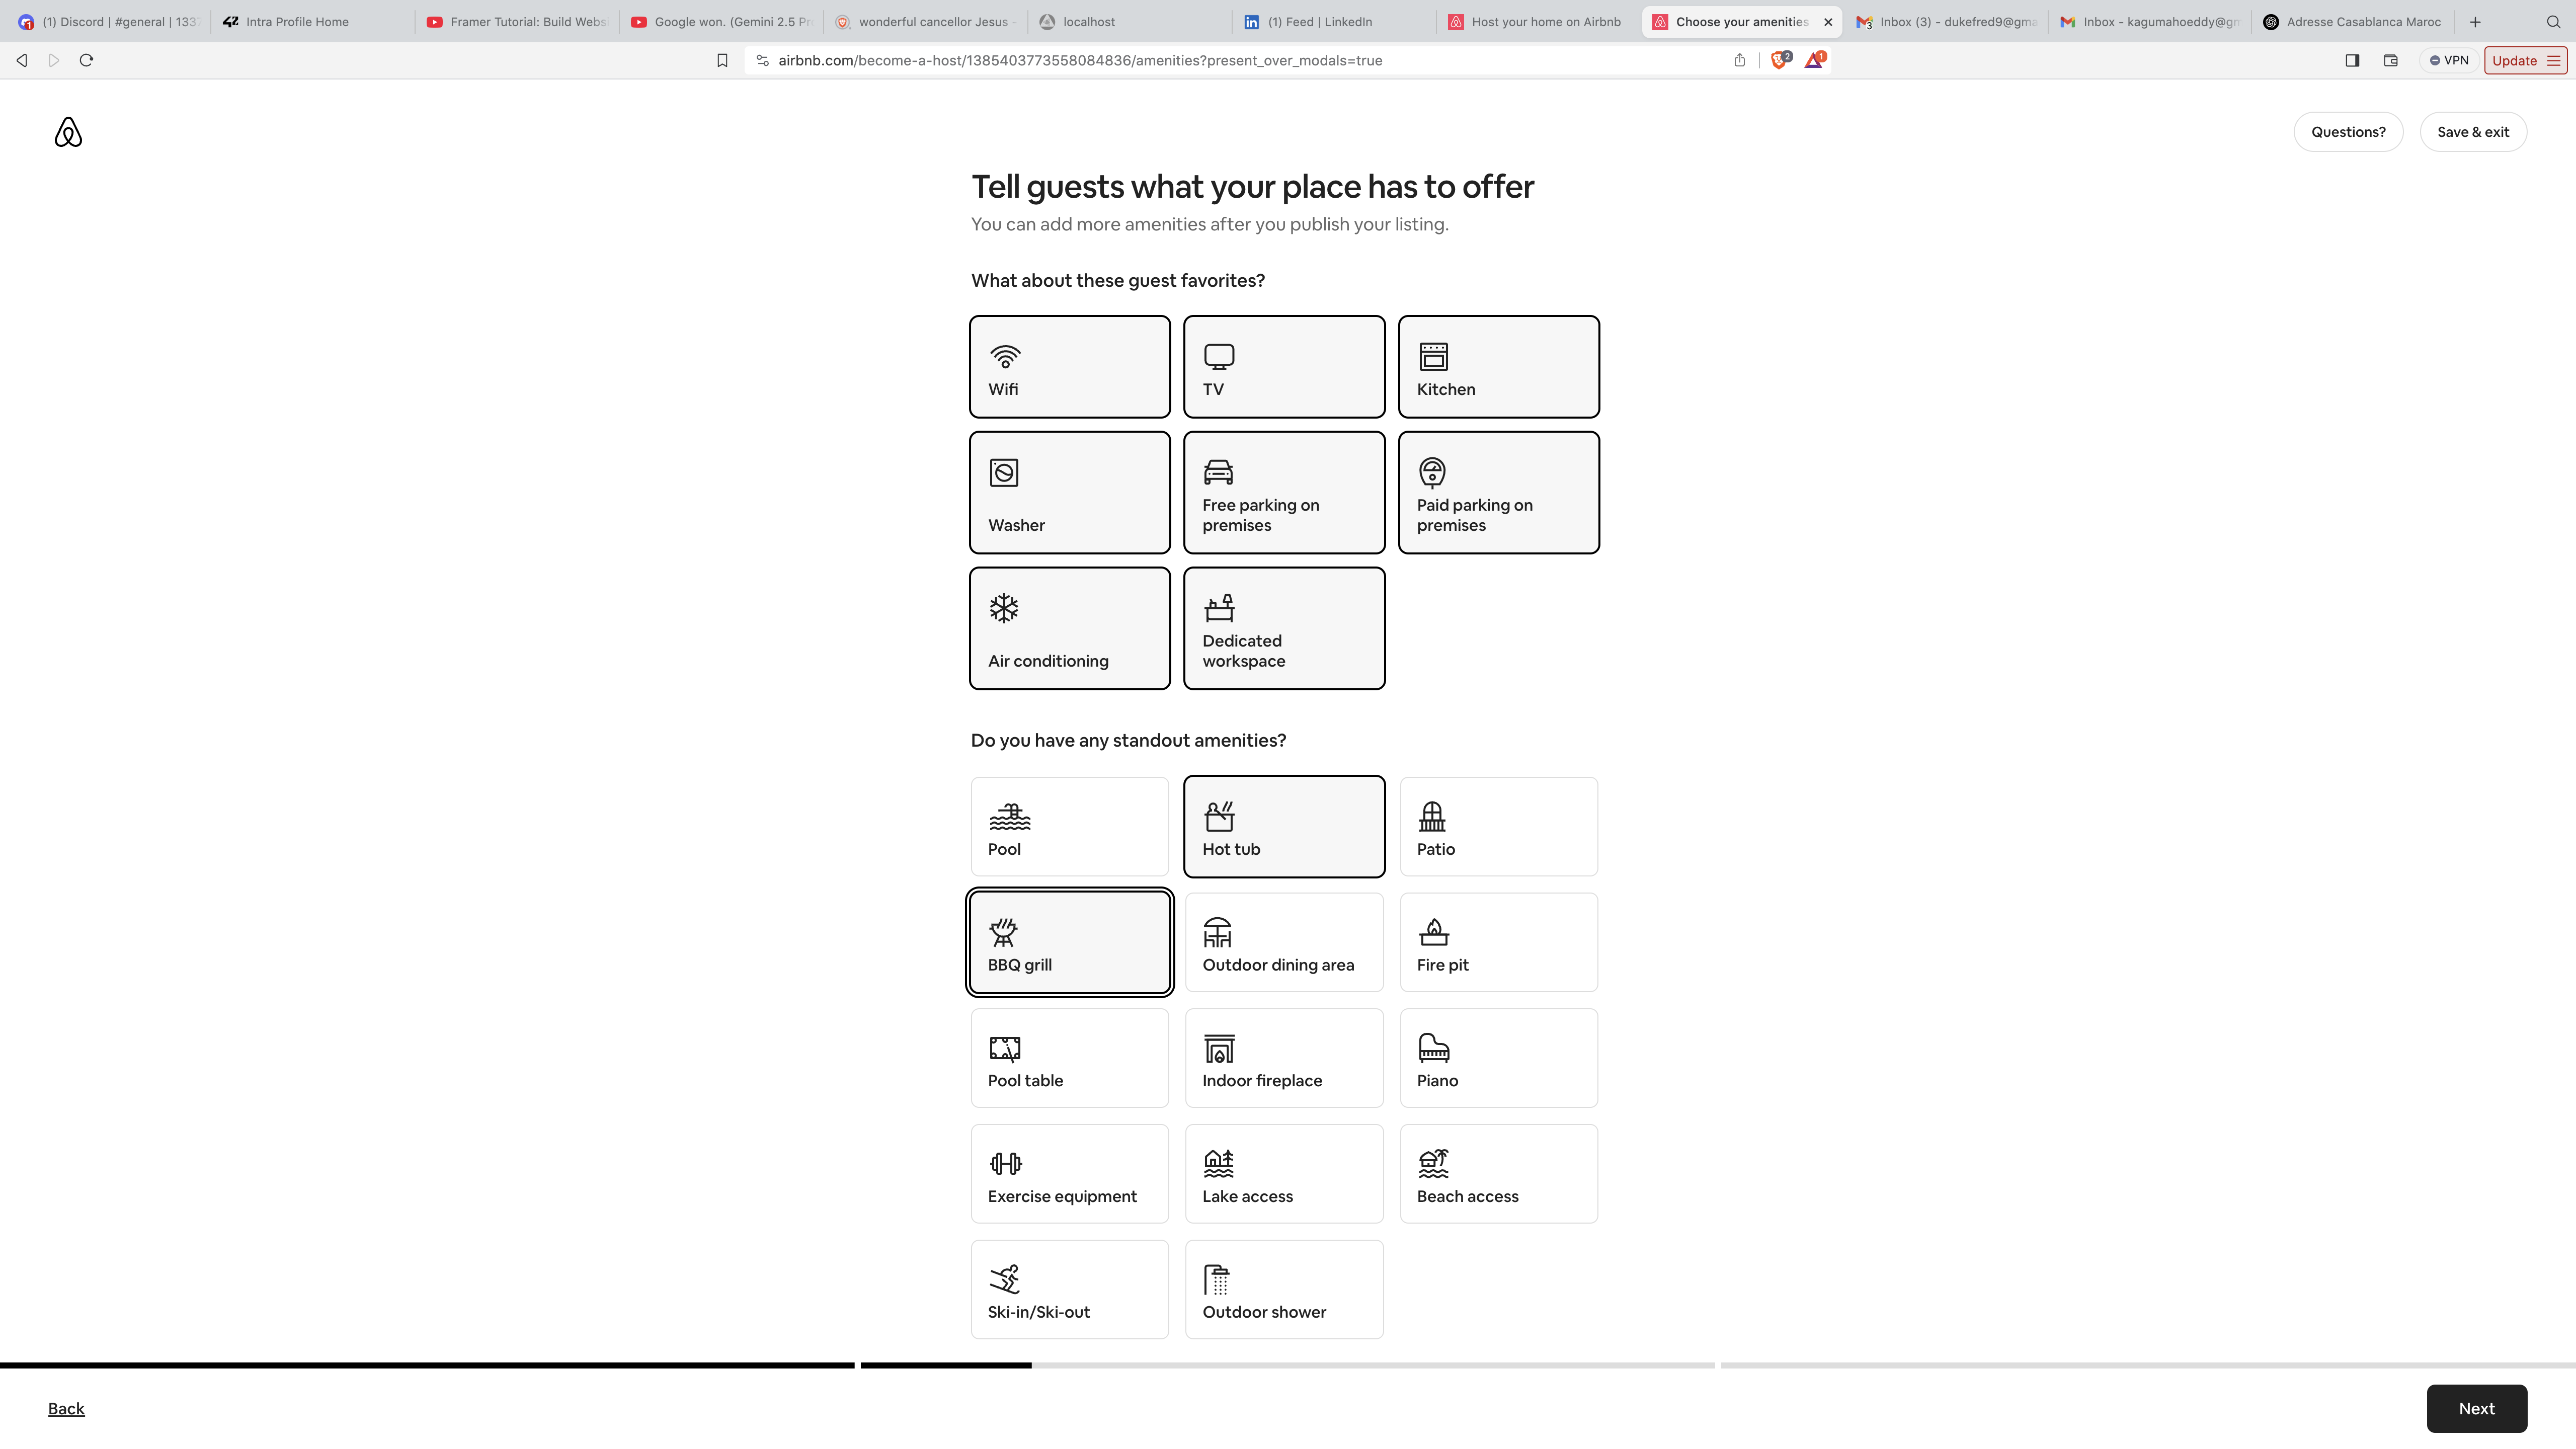 (1) Discord | #general | 1337
Intra Profile Home
Framer Tutorial: Build Websi
Google won. (Gemini 2.5 Pr
wonderful cancellor Jesus -
localhost
(1) Feed | LinkedIn
Host your home on Airbnb
Choose your amenities
Inbox (3) - dukefred9@gma
Inbox - kagumahoeddy@gm
Adresse Casablanca Maroc
airbnb.com/become-a-host/1385403773558084836/amenities?present_over_modals=true
2
1
VPN
Update
Questions?
Save & exit
Tell guests what your place has to offer
You can add more amenities after you publish your listing.
What about these guest favorites?
Wifi
TV
Kitchen
Washer
Free parking on
premises
Paid parking on
premises
Air conditioning
Dedicated
workspace
Do you have any standout amenities?
Pool
Hot tub
Patio
BBQ grill
Outdoor dining area
Fire pit
Pool table
Indoor fireplace
Piano
Exercise equipment
Lake access
Beach access
Ski-in/Ski-out
Outdoor shower
Back
Next